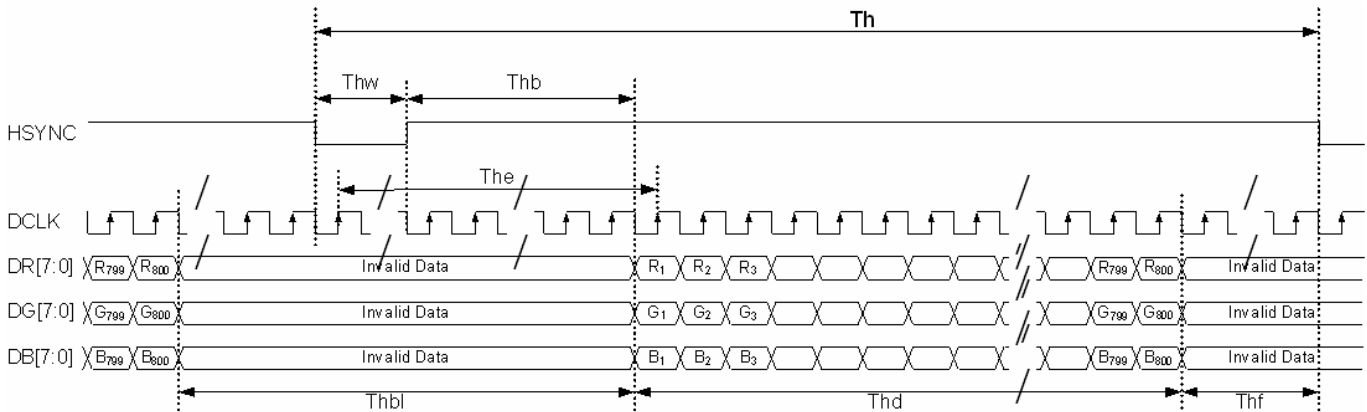 Th
Thw Thb
HSYNC
The
DCLK
DR[7:0] R799 R800 Invalid Data R1 R2 R3 R799 R800 Invalid Data
DG[7:0] G799 G800 Invalid Data G1 G2 G3 G799 G800 Invalid Data
DB[7:0] B799 B800 Invalid Data B1 B2 B3 B799 B800 Invalid Data
Thbl Thd Thf